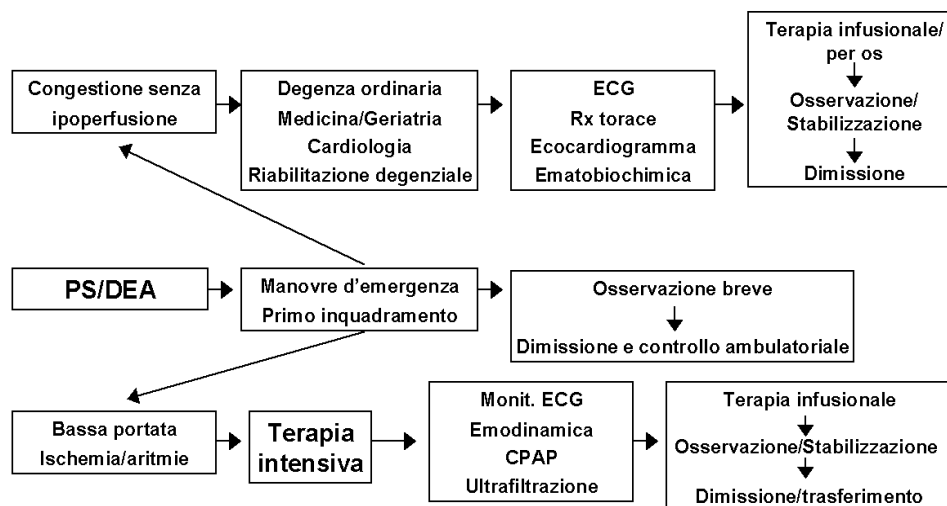 Congestione senza
ipoperfusione
Degenza ordinaria
Medicina/Geriatria
Cardiologia
Riabilitazione degenziale
ECG
Rx torace
Ecocardiogramma
Ematobiochimica
Terapia infusionale/
per os
Osservazione/
Stabilizzazione
Dimissione
PS/DEA
Manovre d'emergenza
Primo inquadramento
Osservazione breve
Dimissione e controllo ambulatoriale
Bassa portata
Ischemia/aritmie
Terapia
intensiva
Monit. ECG
Emodinamica
CPAP
Ultrafiltrazione
Terapia infusionale
Osservazione/Stabilizzazione
Dimissione/trasferimento